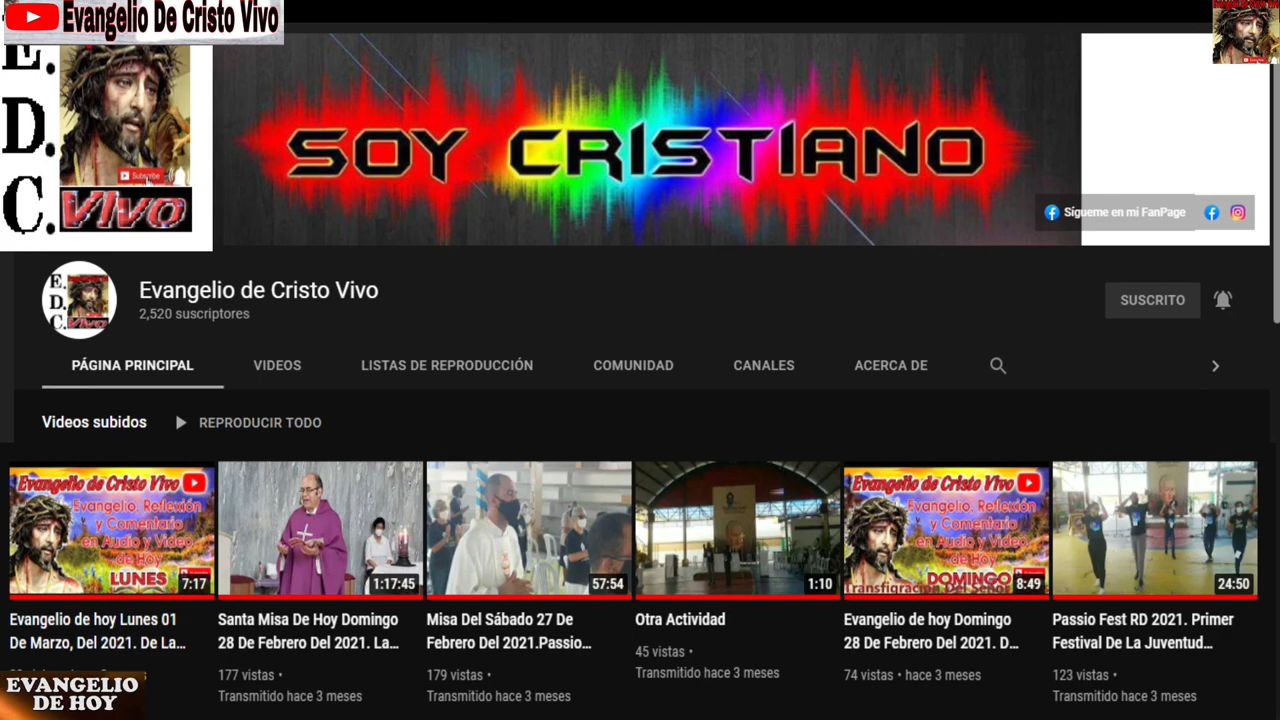 Evangelio De Cristo Vivo
E.
D.
C.
Vivo
Subscribe
SOY CRISTIANO
Sígueme en mi FanPage
E.
D.
C. Vivo
Evangelio de Cristo Vivo
2,520 suscriptores
SUSCRITO
PÁGINA PRINCIPAL VIDEOS LISTAS DE REPRODUCCIÓN COMUNIDAD CANALES ACERCA DE
Videos subidos REPRODUCIR TODO
Evangelio de Cristo Vivo
Evangelio, Reflexión
y Comentario
en Audio y Video
de Hoy
LUNES
7:17
1:17:45
57:54
1:10
Evangelio de Cristo Vivo
Evangelio, Reflexión
y Comentario
en Audio y Video
de Hoy
DOMINGO
8:49
24:50
Evangelio de hoy Lunes 01
De Marzo, Del 2021. De La...
Santa Misa De Hoy Domingo
28 De Febrero Del 2021. La...
177 vistas •
Transmitido hace 3 meses
Misa Del Sábado 27 De
Febrero Del 2021.Passio...
179 vistas •
Transmitido hace 3 meses
Otra Actividad
45 vistas •
Transmitido hace 3 meses
Evangelio de hoy Domingo
28 De Febrero Del 2021. D...
74 vistas • hace 3 meses
Passio Fest RD 2021. Primer
Festival De La Juventud...
123 vistas •
Transmitido hace 3 meses
EVANGELIO
DE HOY